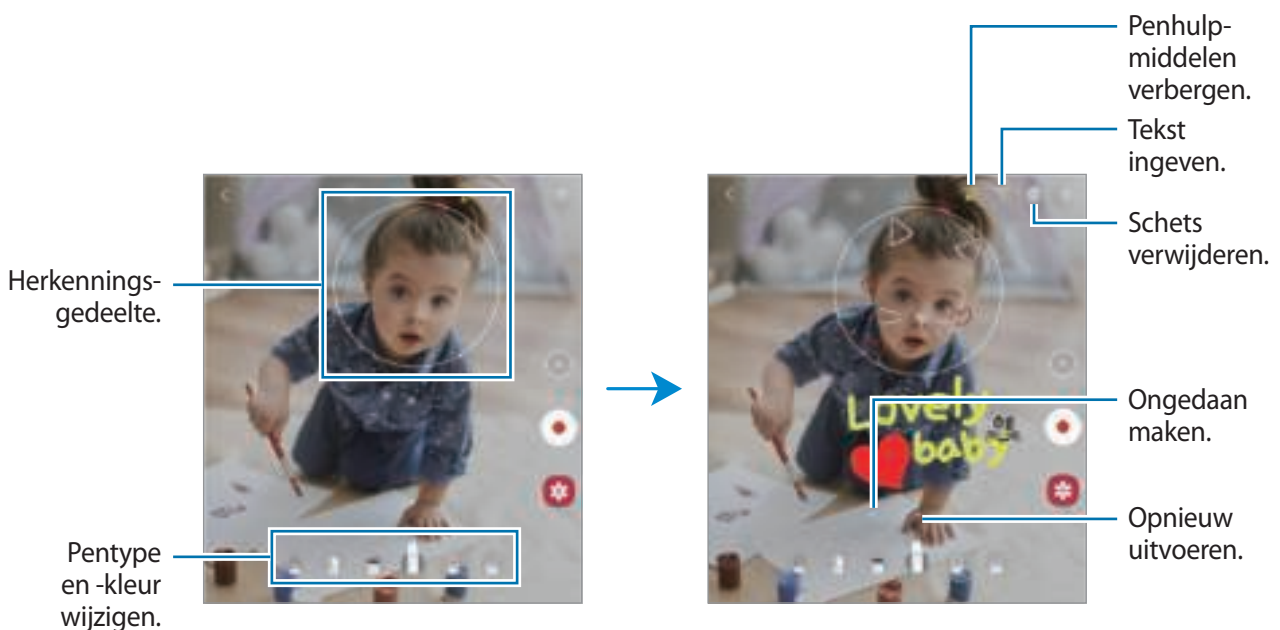 Penhulp-
middelen
verbergen.
Tekst
ingeven.
Schets
verwijderen.
Herkennings-
gedeelte.
Lovely
baby
Ongedaan
maken.
Opnieuw
uitvoeren.
Pentype
en -kleur
wijzigen.